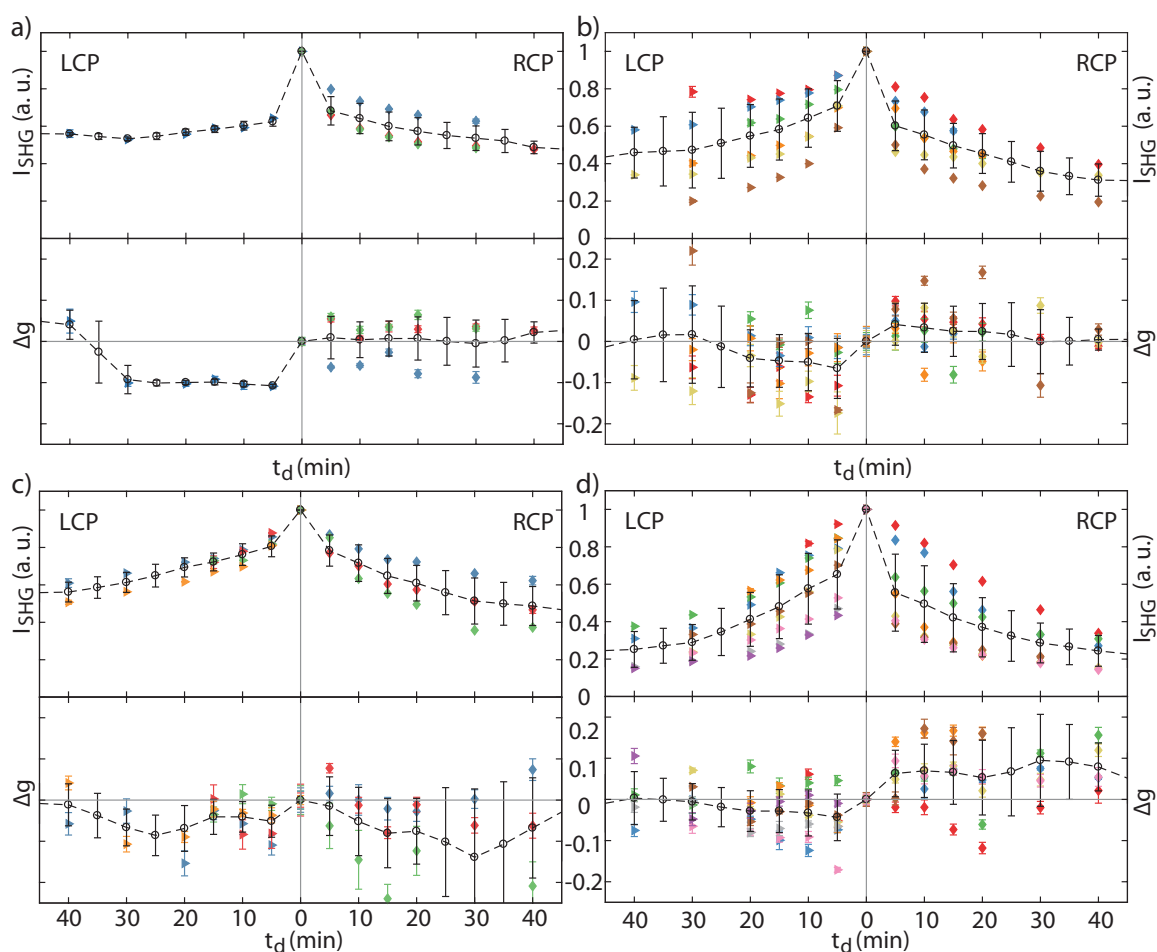 a)
LCP
RCP
I_SHG (a. u.)
Δg
t_d (min)
b)
LCP
RCP
1
0.8
0.6
0.4
0.2
0
I_SHG (a. u.)
0.2
0.1
0
-0.1
-0.2
Δg
t_d (min)
c)
LCP
RCP
I_SHG (a. u.)
Δg
40 30 20 10 0 10 20 30 40
t_d (min)
d)
LCP
RCP
1
0.8
0.6
0.4
0.2
0
I_SHG (a. u.)
0.2
0.1
0
-0.1
-0.2
Δg
40 30 20 10 0 10 20 30 40
t_d (min)